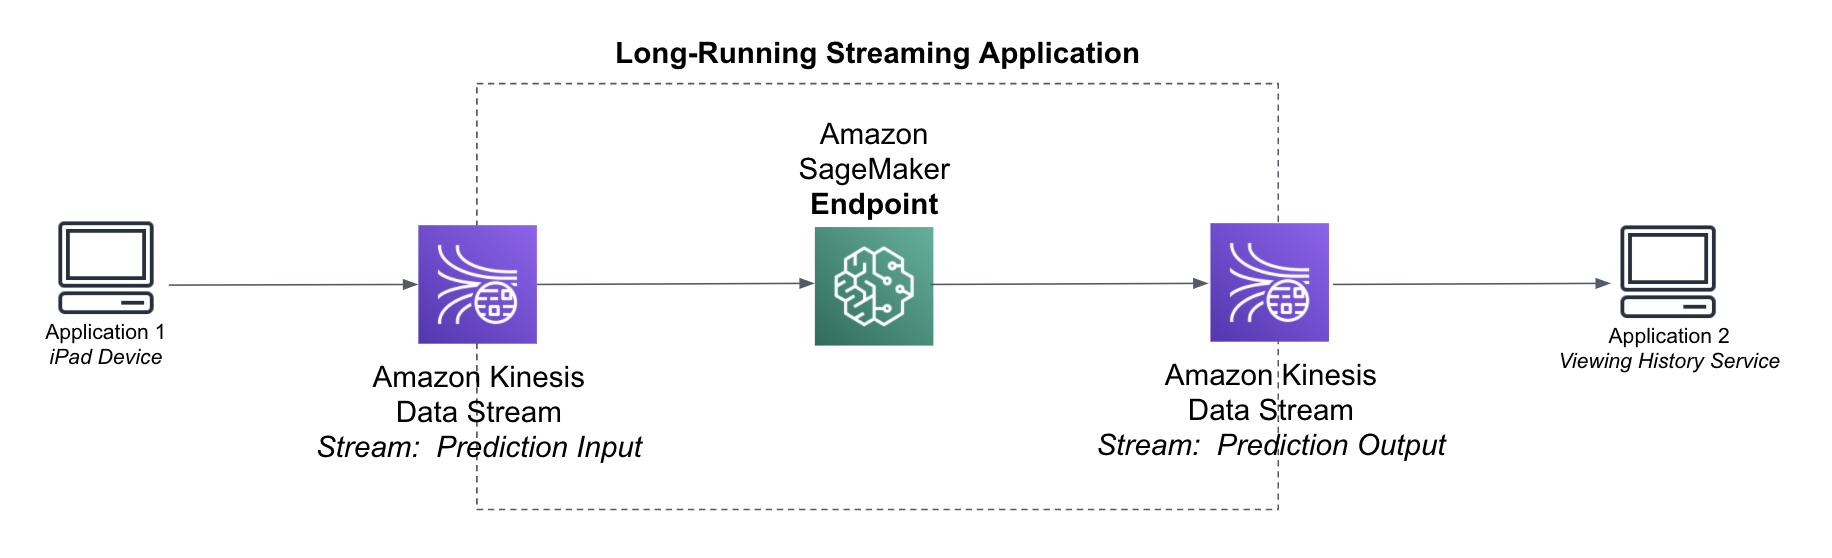 Long-Running Streaming Application
Amazon
SageMaker
Endpoint
Application 1
iPad Device
Amazon Kinesis
Data Stream
Stream: Prediction Input
Amazon Kinesis
Data Stream
Stream: Prediction Output
Application 2
Viewing History Service